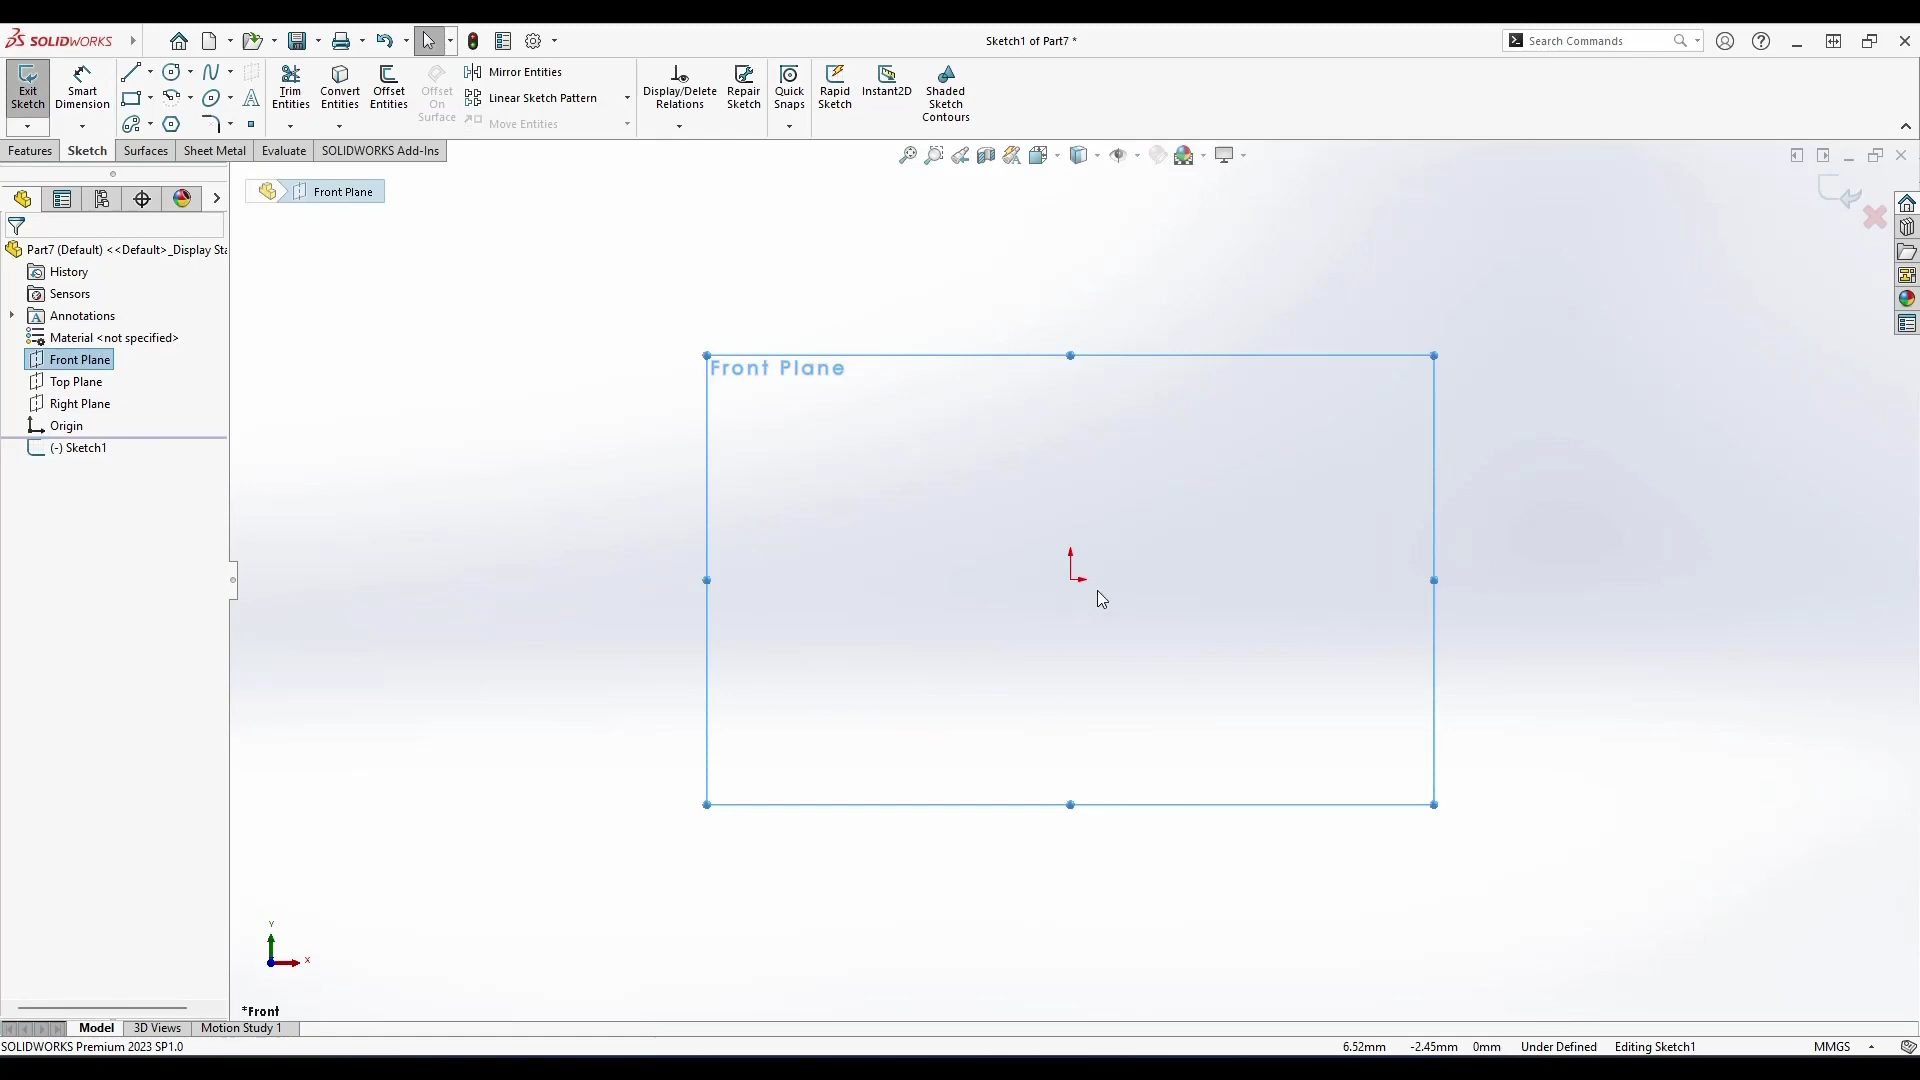 SOLIDWORKS
Sketch1 of Part7 *
Search Commands
Exit Sketch
Smart Dimension
Trim Entities
Convert Entities
Offset Entities
Offset On Surface
Mirror Entities
Linear Sketch Pattern
Move Entities
Display/Delete Relations
Repair Sketch
Quick Snaps
Rapid Sketch
Instant2D
Shaded Sketch Contours
Features Sketch Surfaces Sheet Metal Evaluate SOLIDWORKS Add-Ins
Front Plane
Part7 (Default) <<Default>_Display Sta
History
Sensors
Annotations
Material <not specified>
Front Plane
Top Plane
Right Plane
Origin
(-) Sketch1
Front Plane
Y
X
*Front
Model 3D Views Motion Study 1
SOLIDWORKS Premium 2023 SP1.0
6.52mm -2.45mm 0mm Under Defined Editing Sketch1 MMGS